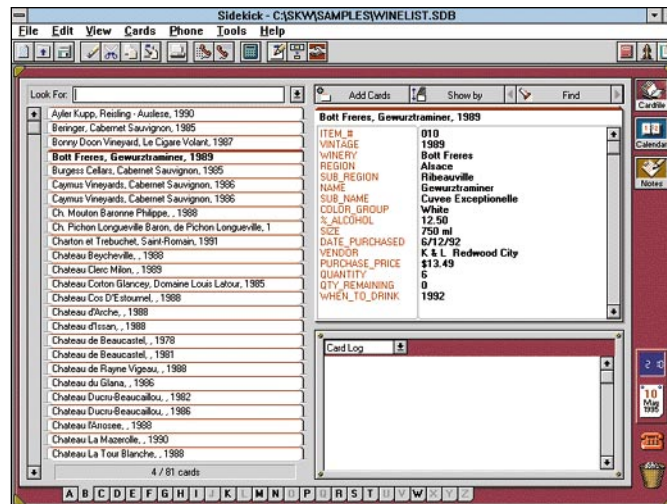 Sidekick - C:\SKW\SAMPLES\WINELIST.SDB
File Edit View Cards Phone Tools Help
Look For:
Add Cards Show by Find
Ayler Kupp, Reisling - Auslese, 1990
Beringer, Cabernet Sauvignon, 1985
Bonny Doon Vineyard, Le Cigare Volant, 1987
Bott Freres, Gewurztraminer, 1989
Burgess Cellars, Cabernet Sauvignon, 1985
Caymus Vineyards, Cabernet Sauvignon, 1986
Caymus Vineyards, Cabernet Sauvignon, 1986
Ch. Mouton Baronne Philippe, , 1988
Ch. Pichon Longueville Baron, de Pichon Longueville, 1
Charton et Trebuchet, Saint-Romain, 1991
Chateau Beycheville, , 1988
Chateau Clerc Milon, , 1989
Chateau Corton Glancey, Domaine Louis Latour, 1985
Chateau Cos D'Estournel, , 1988
Chateau d'Arche, , 1988
Chateau d'Issan, , 1988
Chateau de Beaucastel, , 1978
Chateau de Beaucastel, , 1981
Chateau de Rayne Vigeau, , 1988
Chateau du Glana, , 1986
Chateau Ducru-Beaucaillou, , 1982
Chateau Ducru-Beaucaillou, , 1986
Chateau l'Arrosee, , 1988
Chateau La Mazerolle, , 1990
Chateau La Tour Blanche, , 1988
4 / 81 cards
Bott Freres, Gewurztraminer, 1989
ITEM_# 010
VINTAGE 1989
WINERY Bott Freres
REGION Alsace
SUB_REGION Ribeauville
NAME Gewurztraminer
SUB_NAME Cuvee Exceptionelle
COLOR_GROUP White
%_ALCOHOL 12.50
SIZE 750 ml
DATE_PURCHASED 6/12/92
VENDOR K & L Redwood City
PURCHASE_PRICE $13.49
QUANTITY 6
QTY_REMAINING 0
WHEN_TO_DRINK 1992
Card Log
Cardfile
Calendar
Notes
2 10
10
May
1995
A B C D E F G H I J K L M N O P Q R S T U V W X Y Z